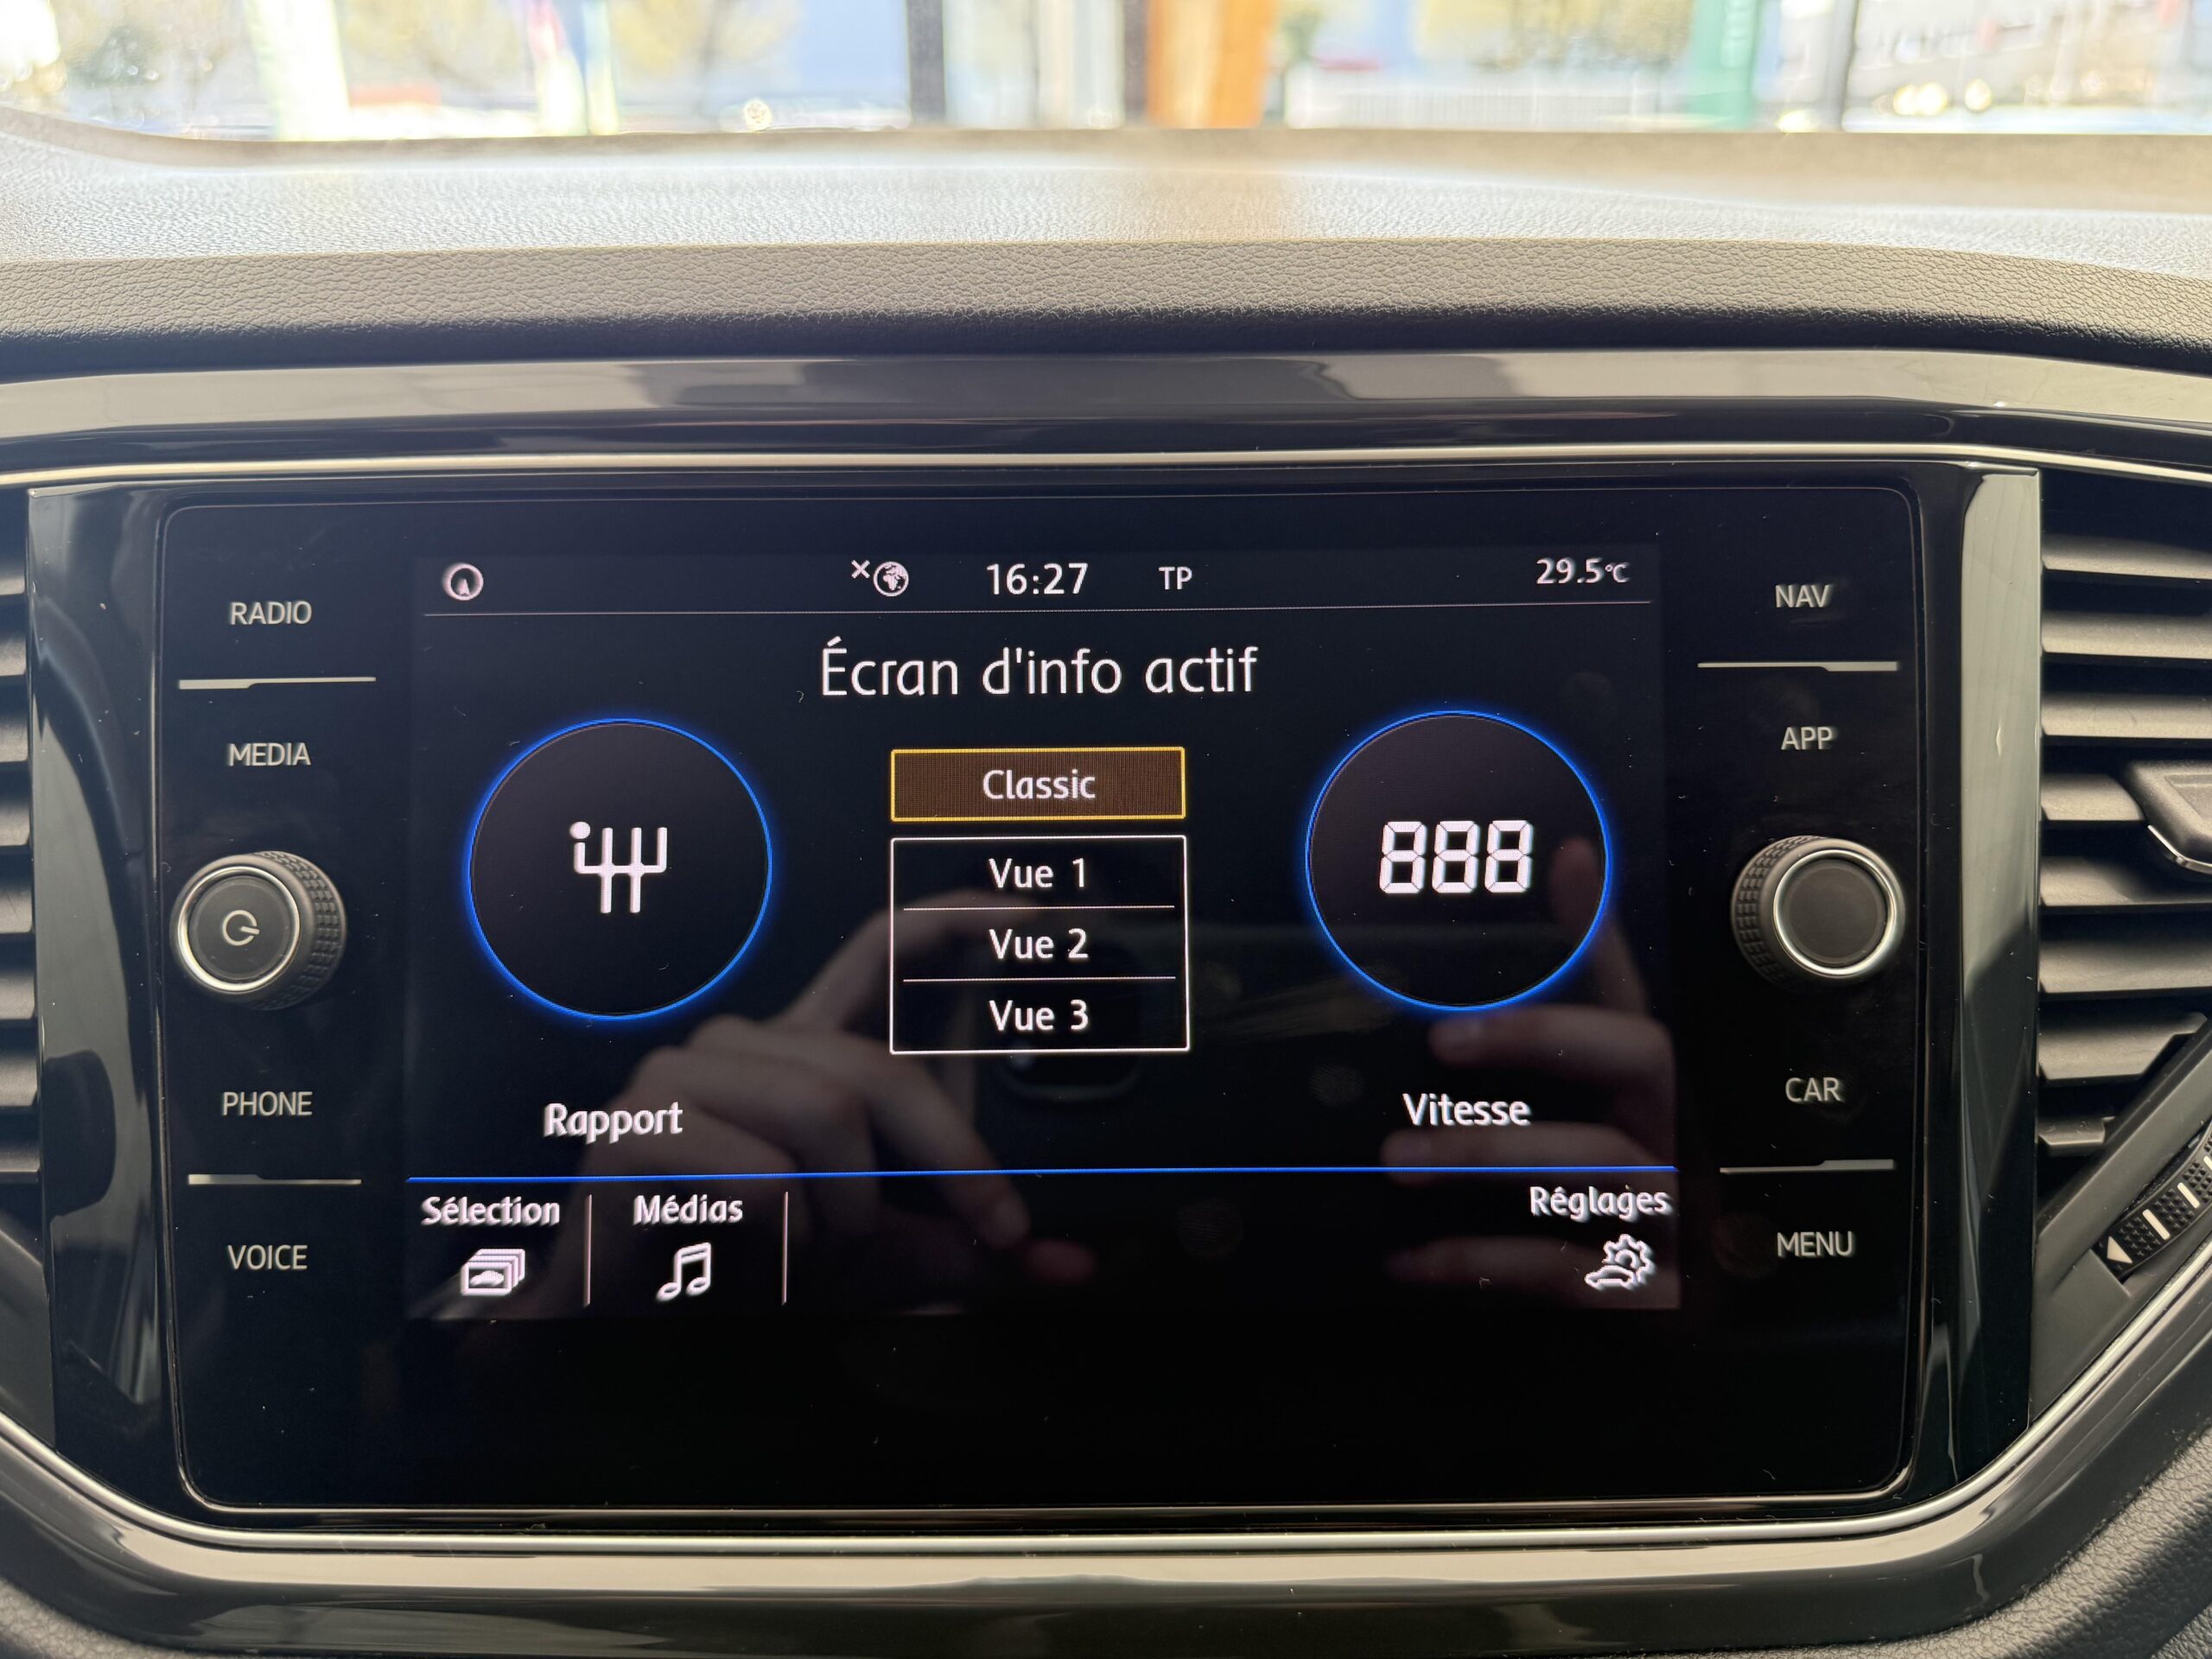 16:27 TP 29.5°C
Écran d'info actif
Classic
Vue 1
Vue 2
Vue 3
888
Rapport
Vitesse
Sélection
Médias
Réglages
RADIO
MEDIA
PHONE
VOICE
NAV
APP
CAR
MENU